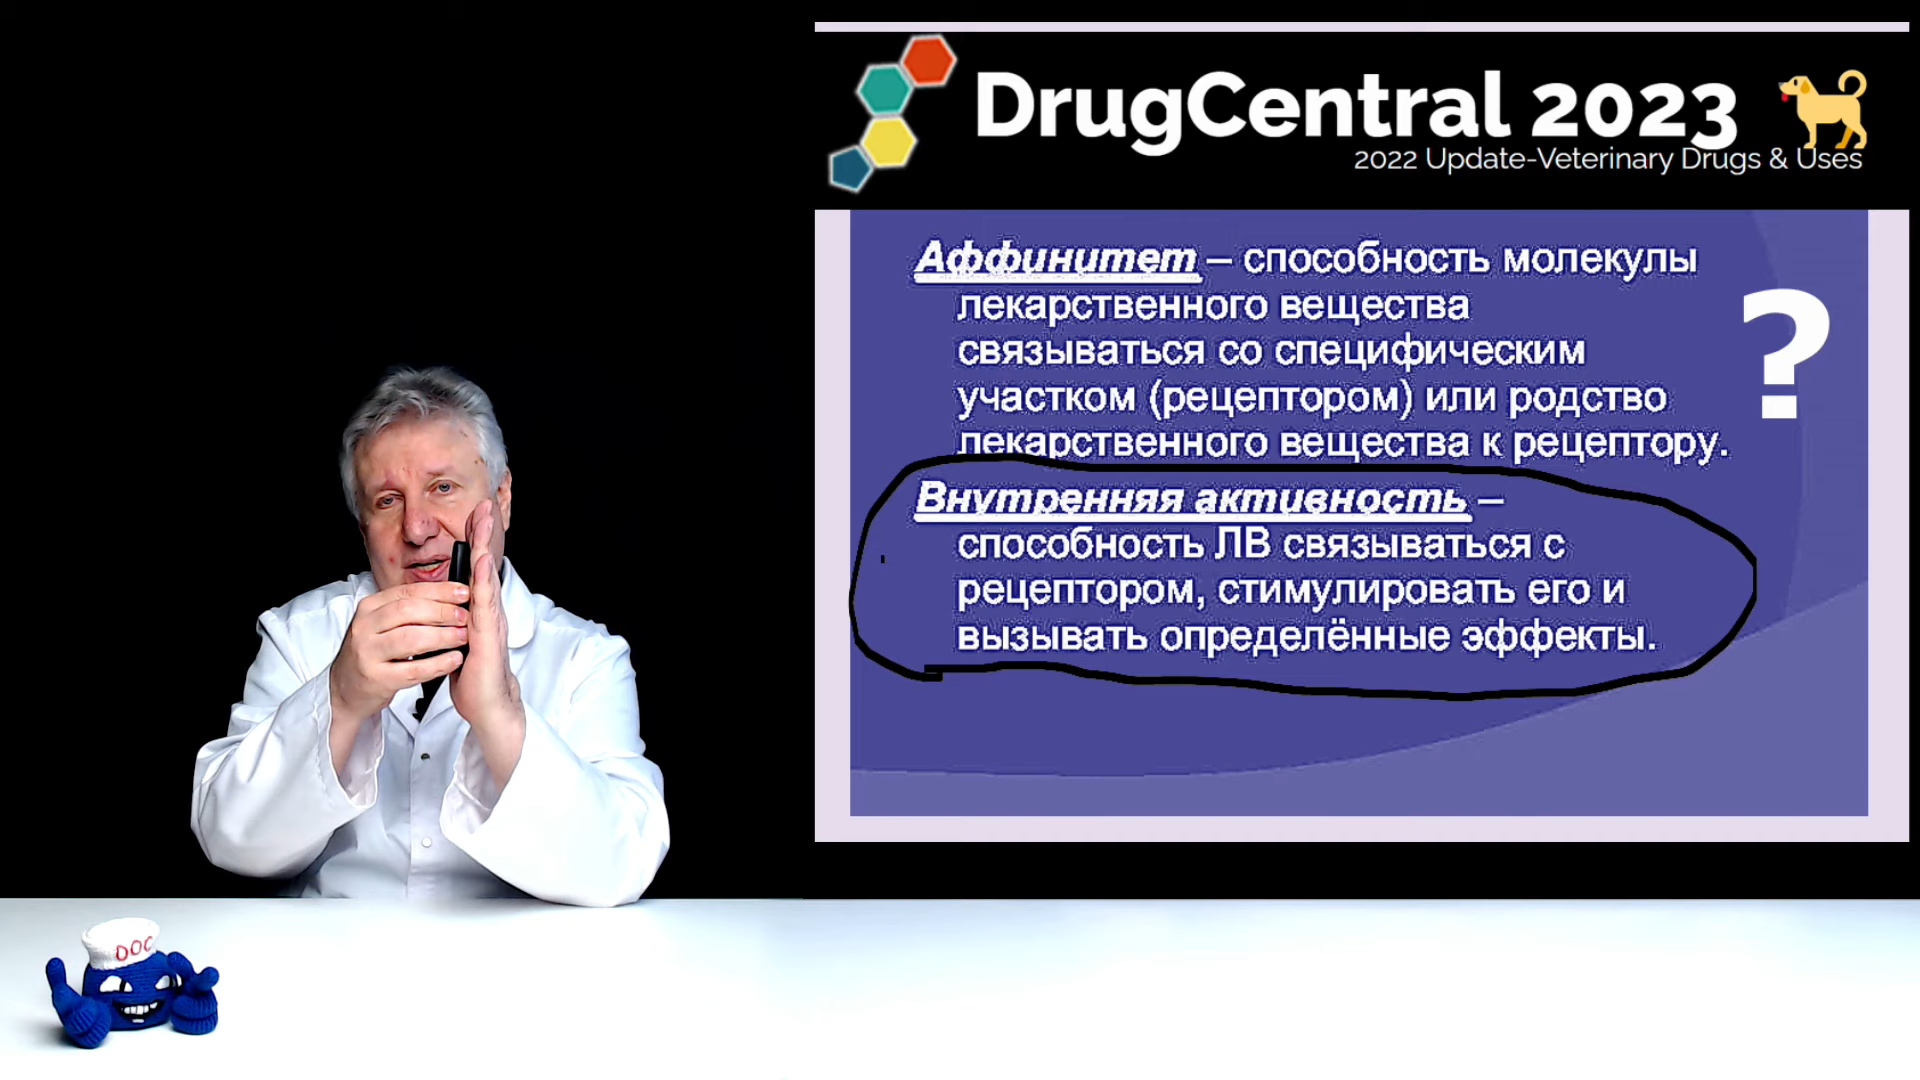 DrugCentral 2023
2022 Update-Veterinary Drugs & Uses
Аффинитет – способность молекулы
лекарственного вещества
связываться со специфическим
участком (рецептором) или родство
лекарственного вещества к рецептору.
?
Внутренняя активность –
способность ЛВ связываться с
рецептором, стимулировать его и
вызывать определённые эффекты.
DOC